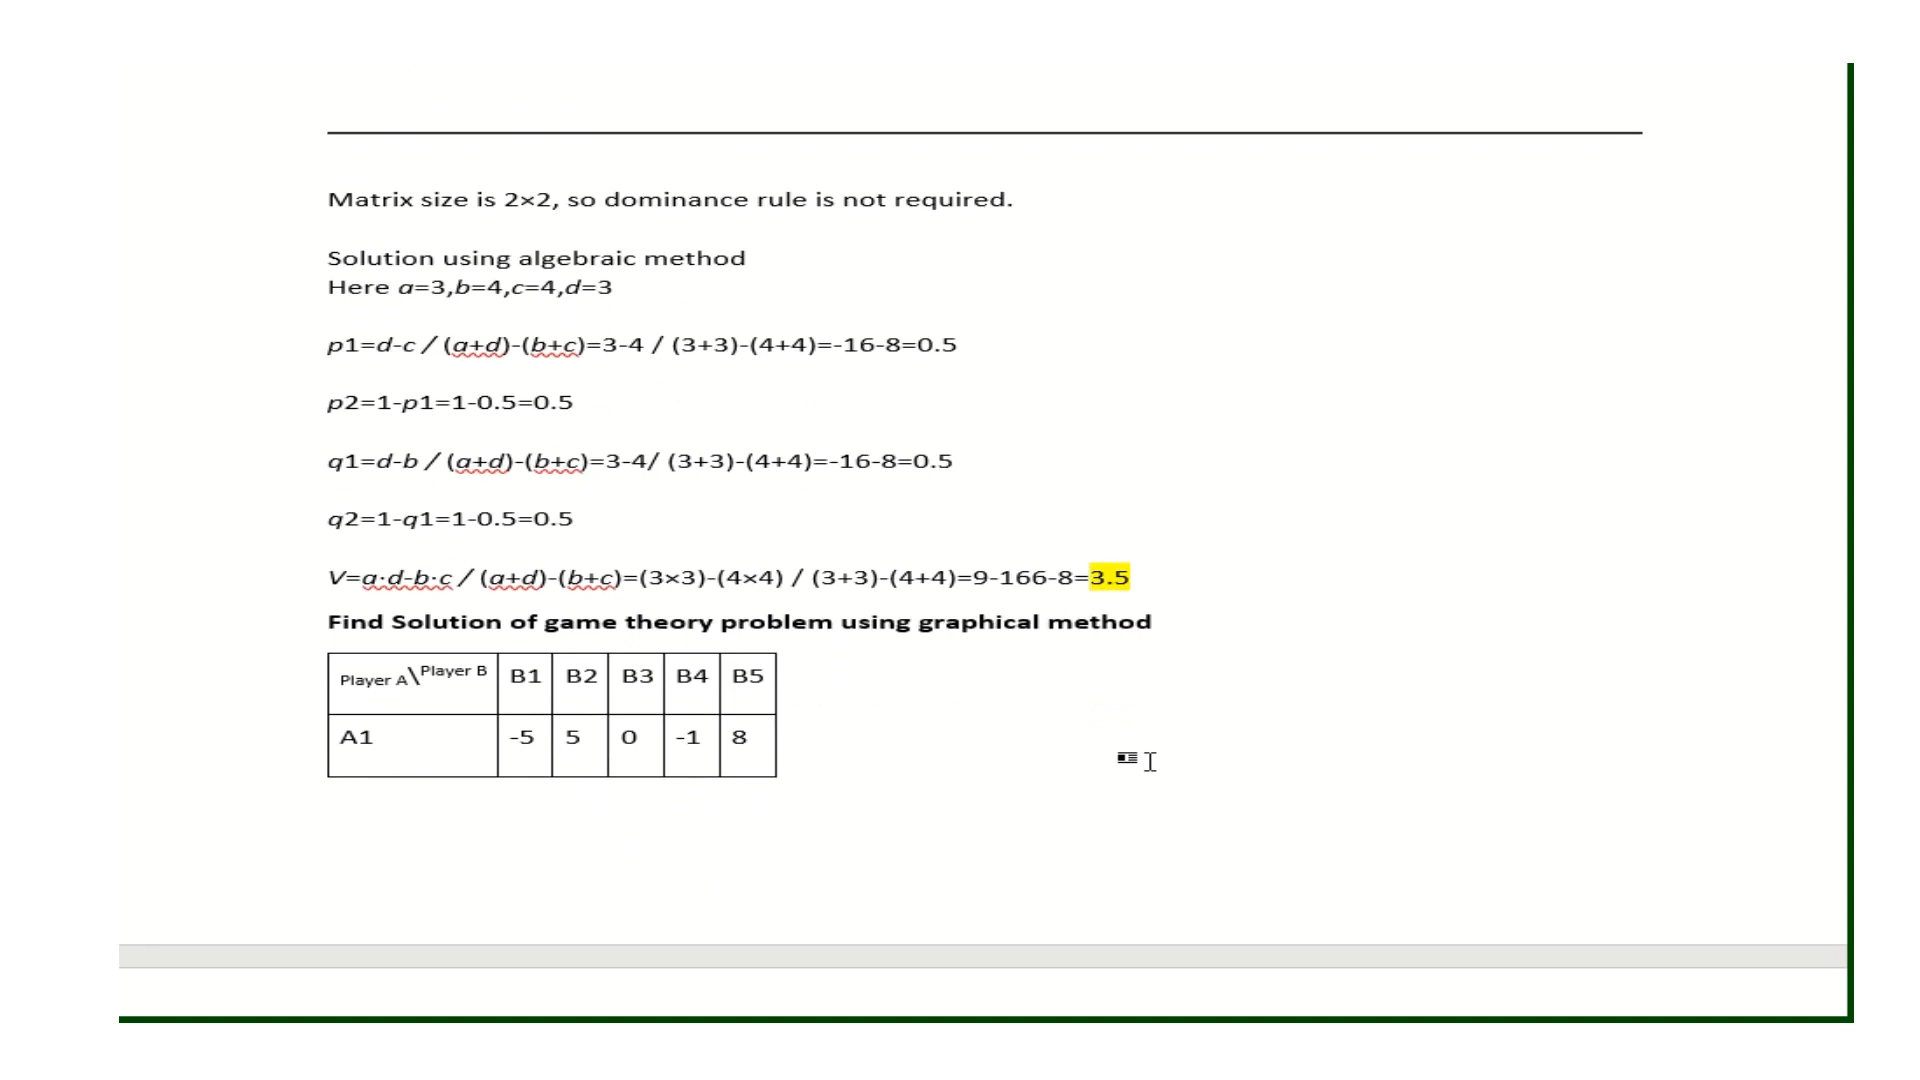 Matrix size is 2×2, so dominance rule is not required.
Solution using algebraic method
Here a=3,b=4,c=4,d=3
p1=d-c / (a+d)-(b+c)=3-4 / (3+3)-(4+4)=-16-8=0.5
p2=1-p1=1-0.5=0.5
q1=d-b / (a+d)-(b+c)=3-4/ (3+3)-(4+4)=-16-8=0.5
q2=1-q1=1-0.5=0.5
V=a·d-b·c / (a+d)-(b+c)=(3×3)-(4×4) / (3+3)-(4+4)=9-166-8=3.5
Find Solution of game theory problem using graphical method
Player A\Player B B1 B2 B3 B4 B5
A1 -5 5 0 -1 8